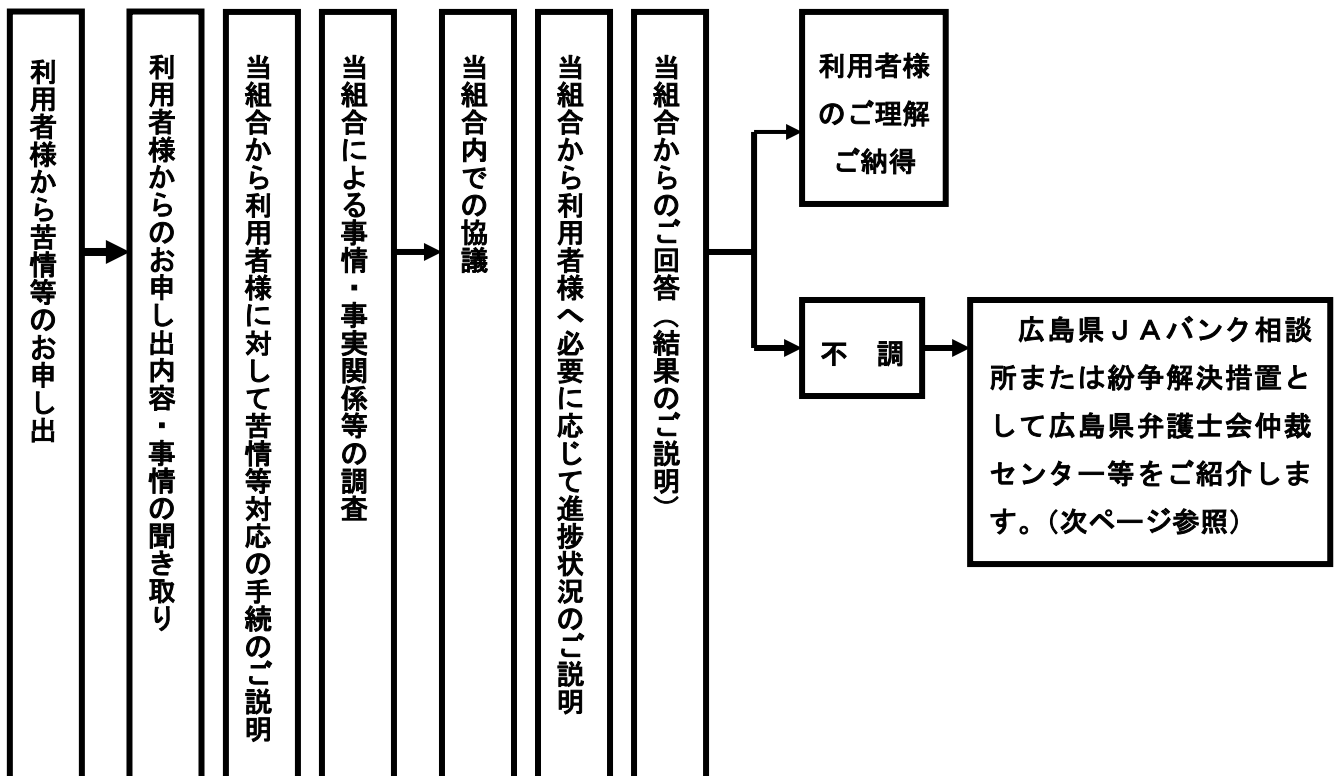 利用者様から苦情等のお申し出
利用者様からのお申し出内容・事情の聞き取り
当組合から利用者様に対して苦情等対応の手続のご説明
当組合による事情・事実関係等の調査
当組合内での協議
当組合から利用者様へ必要に応じて進捗状況のご説明
当組合からのご回答（結果のご説明）
利用者様
のご理解
ご納得
不　調
広島県ＪＡバンク相談
所または紛争解決措置と
して広島県弁護士会仲裁
センター等をご紹介しま
す。（次ページ参照）